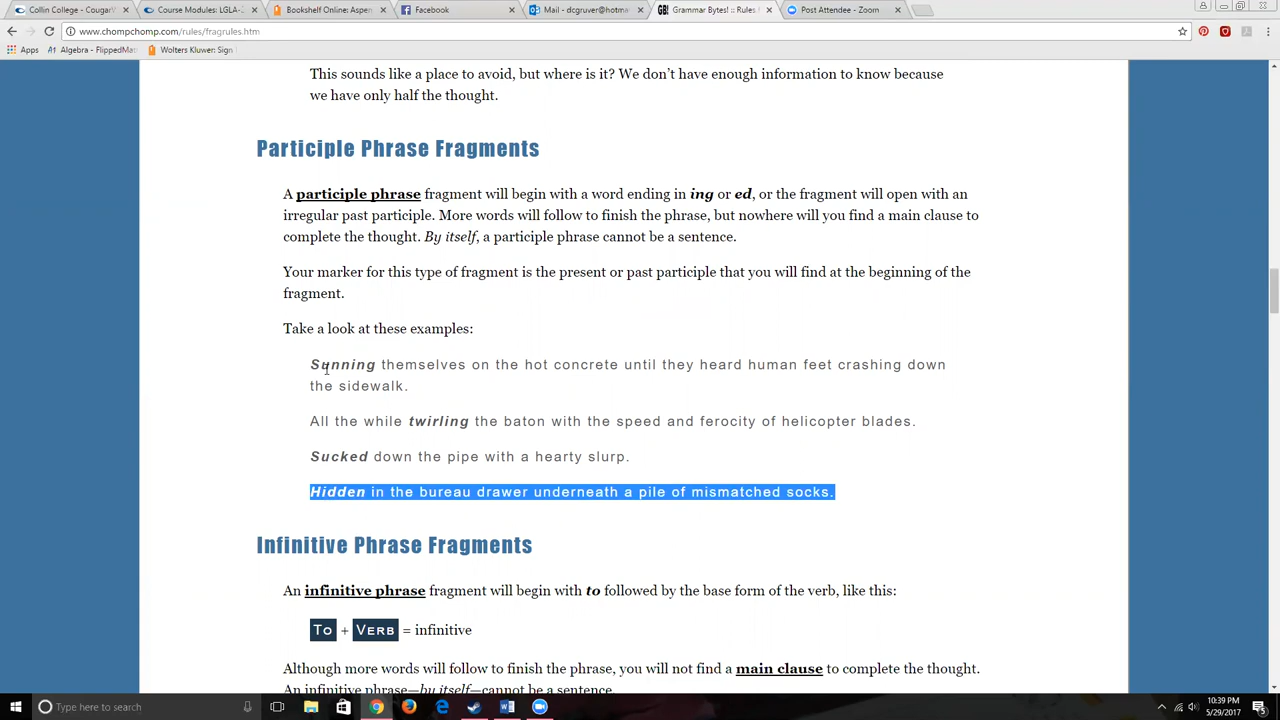 Collin College - CougarW
Course Modules: LGLA-
Bookshelf Online: Aspen
Facebook
Mail - dcgruver@hotm
GB! Grammar Bytes! :: Rules
Post Attendee - Zoom
www.chompchomp.com/rules/fragrules.htm
Apps
Algebra - FlippedMat
Wolters Kluwer: Sign
This sounds like a place to avoid, but where is it? We don't have enough information to know because
we have only half the thought.
Participle Phrase Fragments
A participle phrase fragment will begin with a word ending in ing or ed, or the fragment will open with an
irregular past participle. More words will follow to finish the phrase, but nowhere will you find a main clause to
complete the thought. By itself, a participle phrase cannot be a sentence.
Your marker for this type of fragment is the present or past participle that you will find at the beginning of the
fragment.
Take a look at these examples:
Sunning themselves on the hot concrete until they heard human feet crashing down
the sidewalk.
All the while twirling the baton with the speed and ferocity of helicopter blades.
Sucked down the pipe with a hearty slurp.
Hidden in the bureau drawer underneath a pile of mismatched socks.
Infinitive Phrase Fragments
An infinitive phrase fragment will begin with to followed by the base form of the verb, like this:
To + Verb = infinitive
Although more words will follow to finish the phrase, you will not find a main clause to complete the thought.
An infinitive phrase—by itself—cannot be a sentence.
Type here to search
10:39 PM
5/29/2017